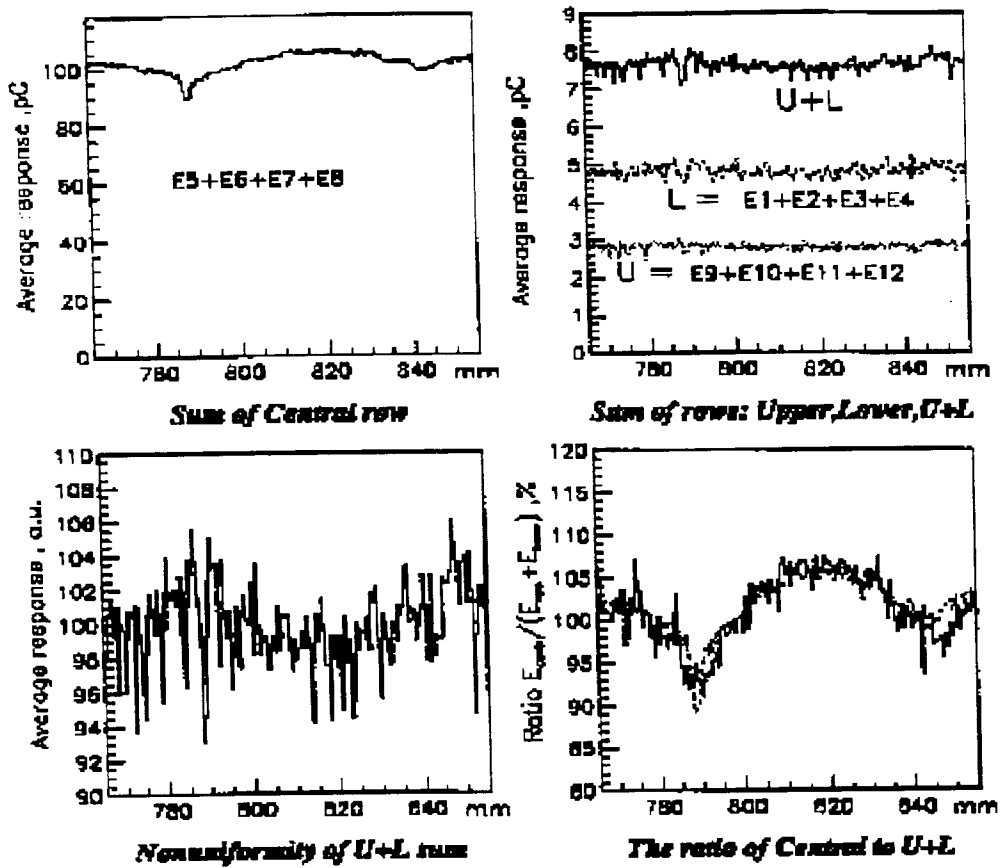 Average response ,pC
100
80
60
40
20
0
E5+E6+E7+E8
780 800 820 840 mm
Sum of Central row
Average response ,pC
9
8
7
6
5
4
3
2
1
0
U+L
L = E1+E2+E3+E4
U = E9+E10+E11+E12
780 800 820 840 mm
Sum of rows: Upper,Lower,U+L
Average response , a.u.
110
108
106
104
102
100
98
96
94
92
90
780 800 820 840 mm
Nonuniformity of U+L sum
Ratio /( + ) ,%
120
115
110
105
100
95
90
85
80
780 800 820 840 mm
The ratio of Central to U+L